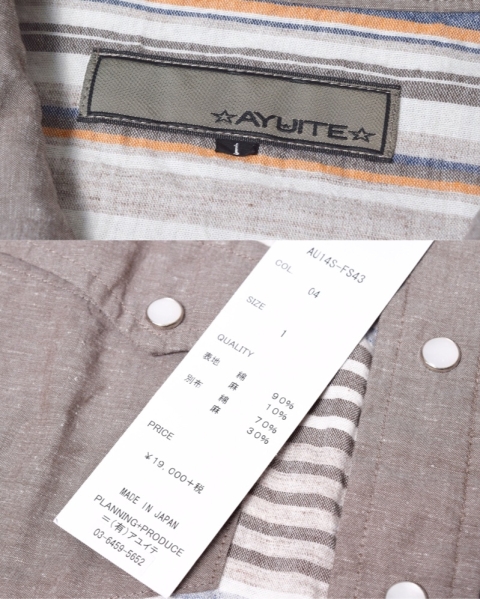 ☆AYUITE☆
1
AU14S-FS43
COL
04
SIZE
1
QUALITY
表地 綿 90%
麻 10%
別布 綿 70%
麻 30%
PRICE
¥19,000+税
MADE IN JAPAN
PLANNING+PRODUCE
=(有)アユイテ
03-6459-5652